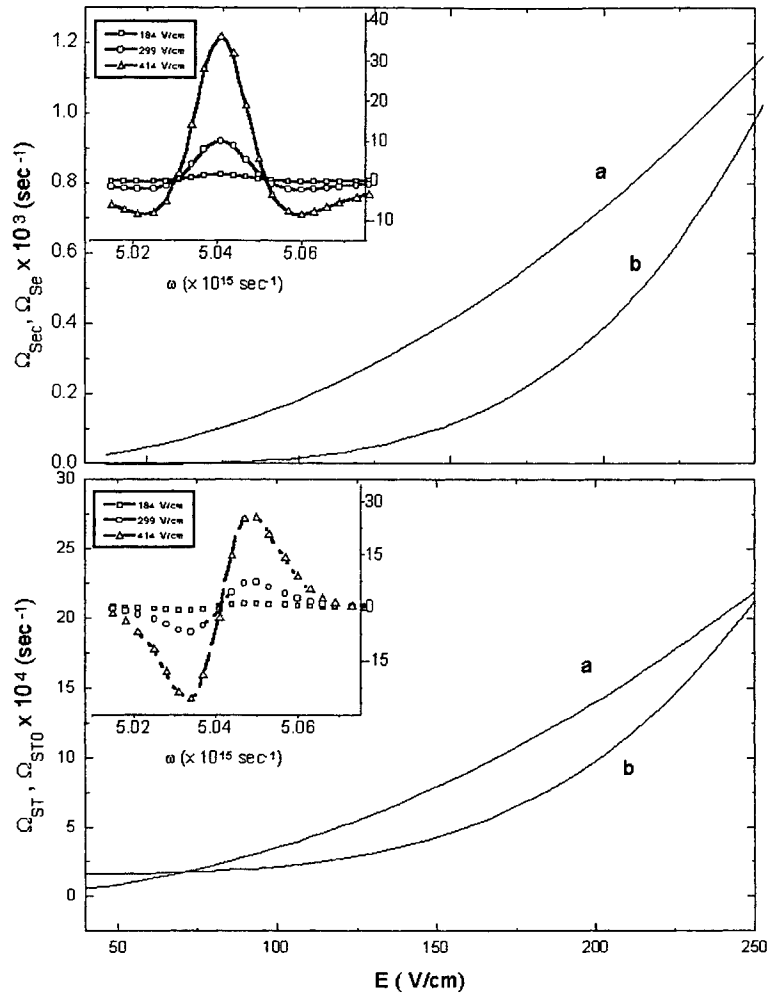 184 V/cm
299 V/cm
414 V/cm
40
30
20
10
0
-10
5.02 5.04 5.06
ω (x 10¹⁵ sec⁻¹)
1.2
1.0
0.8
0.6
0.4
0.2
0.0
Ω_Sec, Ω_Se x 10³ (sec⁻¹)
a
b
184 V/cm
299 V/cm
414 V/cm
30
15
0
15
5.02 5.04 5.06
ω (x 10¹⁵ sec⁻¹)
25
20
15
10
5
0
Ω_ST, Ω_ST0 x 10⁴ (sec⁻¹)
a
b
50 100 150 200 250
E ( V/cm)